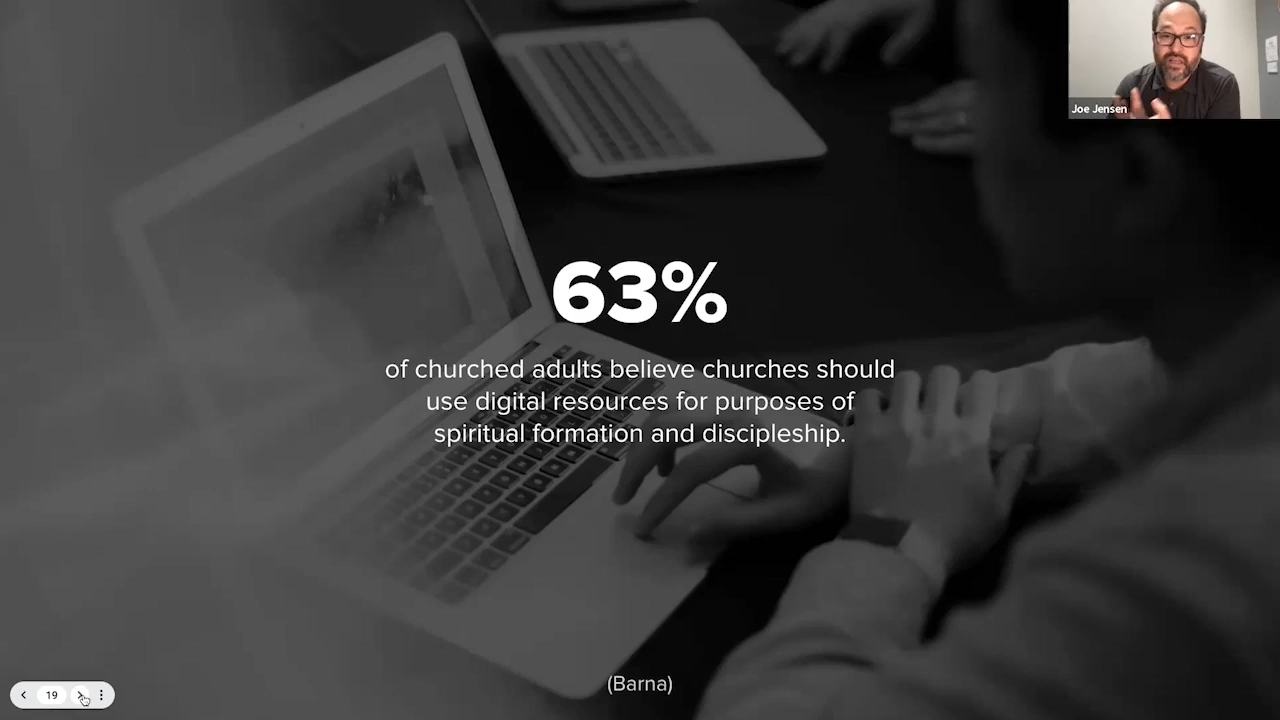 Joe Jensen
63%
of churched adults believe churches should
use digital resources for purposes of
spiritual formation and discipleship.
(Barna)
19